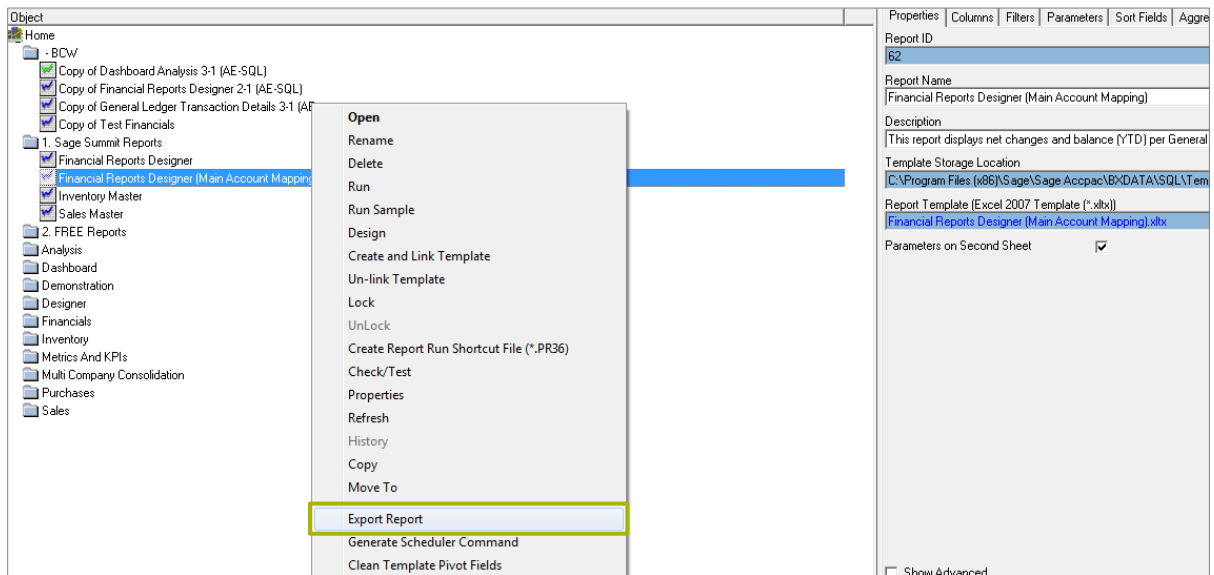 Object
Home
- BCW
Copy of Dashboard Analysis 3-1 (AE-SQL)
Copy of Financial Reports Designer 2-1 (AE-SQL)
Copy of General Ledger Transaction Details 3-1 (AE
Copy of Test Financials
1. Sage Summit Reports
Financial Reports Designer
Financial Reports Designer (Main Account Mapping
Inventory Master
Sales Master
2. FREE Reports
Analysis
Dashboard
Demonstration
Designer
Financials
Inventory
Metrics And KPIs
Multi Company Consolidation
Purchases
Sales
Open
Rename
Delete
Run
Run Sample
Design
Create and Link Template
Un-link Template
Lock
UnLock
Create Report Run Shortcut File (*.PR36)
Check/Test
Properties
Refresh
History
Copy
Move To
Export Report
Generate Scheduler Command
Clean Template Pivot Fields
Properties Columns Filters Parameters Sort Fields Aggre
Report ID
62
Report Name
Financial Reports Designer (Main Account Mapping)
Description
This report displays net changes and balance (YTD) per General
Template Storage Location
C:\Program Files (x86)\Sage\Sage Accpac\BXDATA\SQL\Tem
Report Template (Excel 2007 Template (*.xltx))
Financial Reports Designer (Main Account Mapping).xltx
Parameters on Second Sheet
Show Advanced